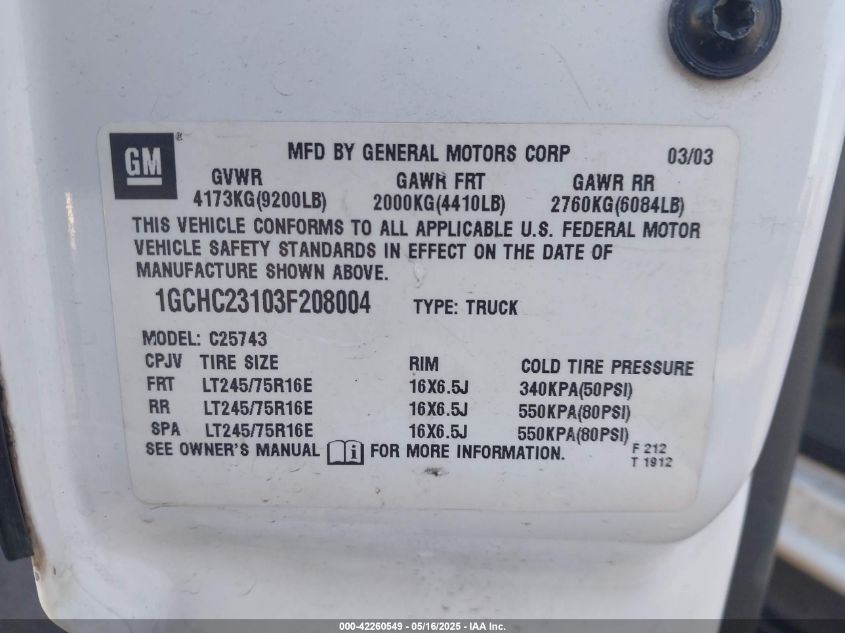 GM ®
MFD BY GENERAL MOTORS CORP 03/03
GVWR GAWR FRT GAWR RR
4173KG(9200LB) 2000KG(4410LB) 2760KG(6084LB)
THIS VEHICLE CONFORMS TO ALL APPLICABLE U.S. FEDERAL MOTOR
VEHICLE SAFETY STANDARDS IN EFFECT ON THE DATE OF
MANUFACTURE SHOWN ABOVE.
1GCHC23103F208004 TYPE: TRUCK
MODEL: C25743
CPJV TIRE SIZE RIM COLD TIRE PRESSURE
FRT LT245/75R16E 16X6.5J 340KPA(50PSI)
RR LT245/75R16E 16X6.5J 550KPA(80PSI)
SPA LT245/75R16E 16X6.5J 550KPA(80PSI)
SEE OWNER'S MANUAL i FOR MORE INFORMATION.
F 212
T 1912
000-42260549 - 05/16/2025 - IAA Inc.